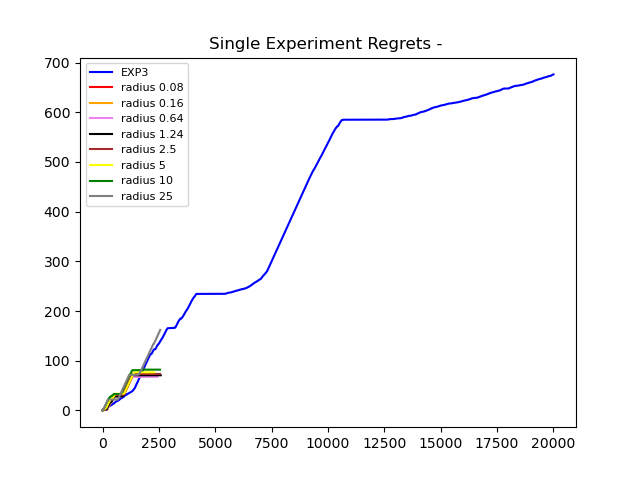 Single Experiment Regrets -
700
600
500
400
300
200
100
0
EXP3
radius 0.08
radius 0.16
radius 0.64
radius 1.24
radius 2.5
radius 5
radius 10
radius 25
0 2500 5000 7500 10000 12500 15000 17500 20000